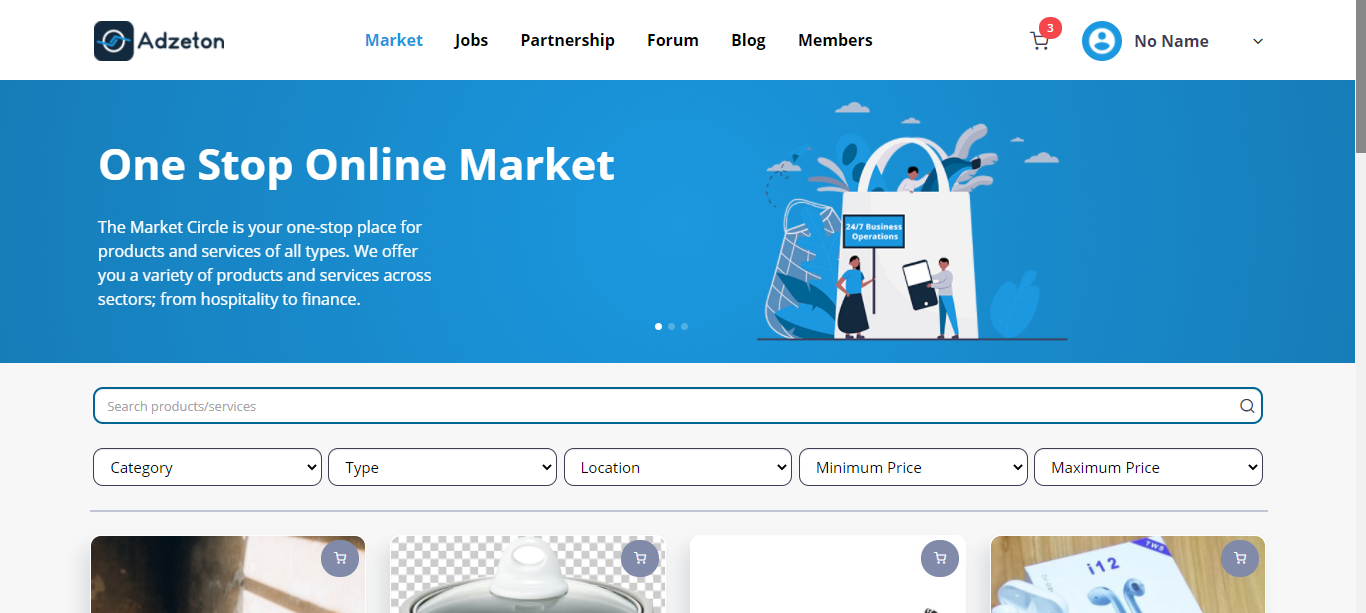 Adzeton
Market
Jobs
Partnership
Forum
Blog
Members
3
No Name
One Stop Online Market
The Market Circle is your one-stop place for
products and services of all types. We offer
you a variety of products and services across
sectors; from hospitality to finance.
24/7 Business
Operations
Search products/services
Category
Type
Location
Minimum Price
Maximum Price
TWS
i12